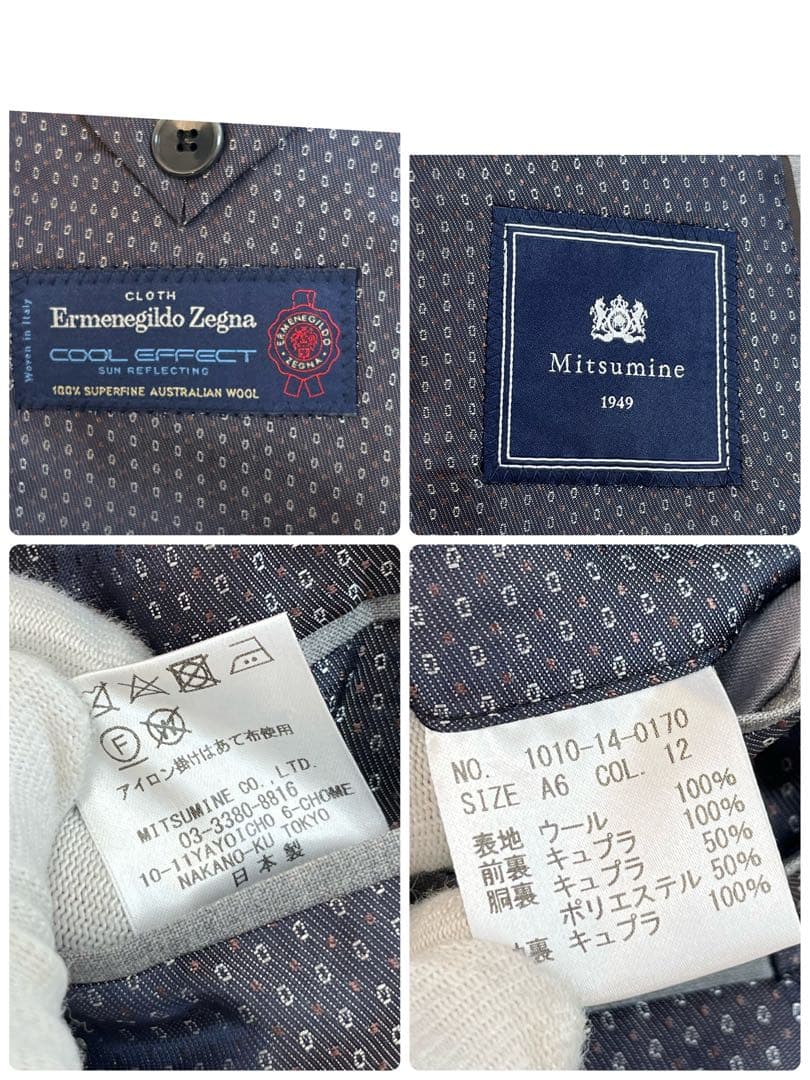 Woven in Italy
CLOTH
Ermenegildo Zegna
COOL EFFECT
SUN REFLECTING
100% SUPERFINE AUSTRALIAN WOOL
ERMENEGILDO
ZEGNA
Mitsumine
1949
F
W
アイロン掛けはあて布使用
MITSUMINE CO., LTD.
03-3380-8816
10-11YAYOICHO 6-CHOME
NAKANO-KU TOKYO
日本製
NO. 1010-14-0170
SIZE A6 COL. 12
表地 ウール 100%
前裏 キュプラ 100%
胴裏 キュプラ 50%
ポリエステル 50%
裏 キュプラ 100%